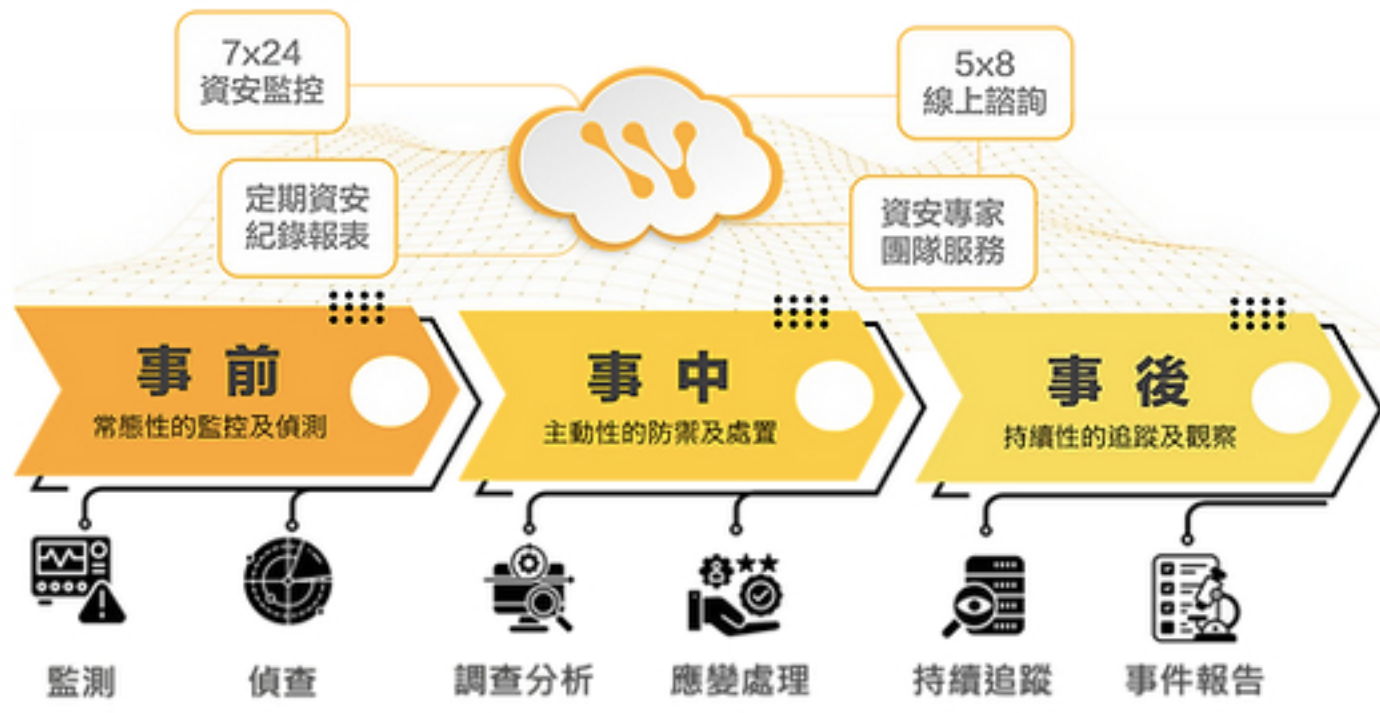 7x24
資安監控
5x8
線上諮詢
定期資安
紀錄報表
資安專家
團隊服務
事前
常態性的監控及偵測
事中
主動性的防禦及處置
事後
持續性的追蹤及觀察
監測
偵查
調查分析
應變處理
持續追蹤
事件報告